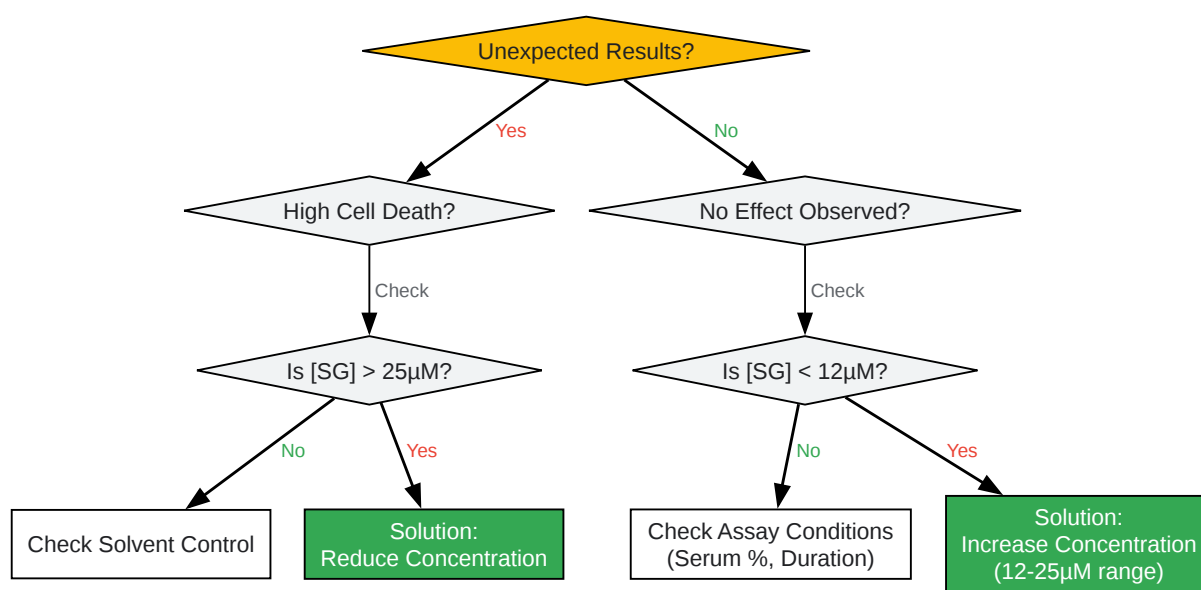 Unexpected Results?
Yes
No
High Cell Death?
No Effect Observed?
Check
Check
Is [SG] > 25µM?
Is [SG] < 12µM?
No
Yes
No
Yes
Check Solvent Control
Solution:
Reduce Concentration
Check Assay Conditions
(Serum %, Duration)
Solution:
Increase Concentration
(12-25µM range)